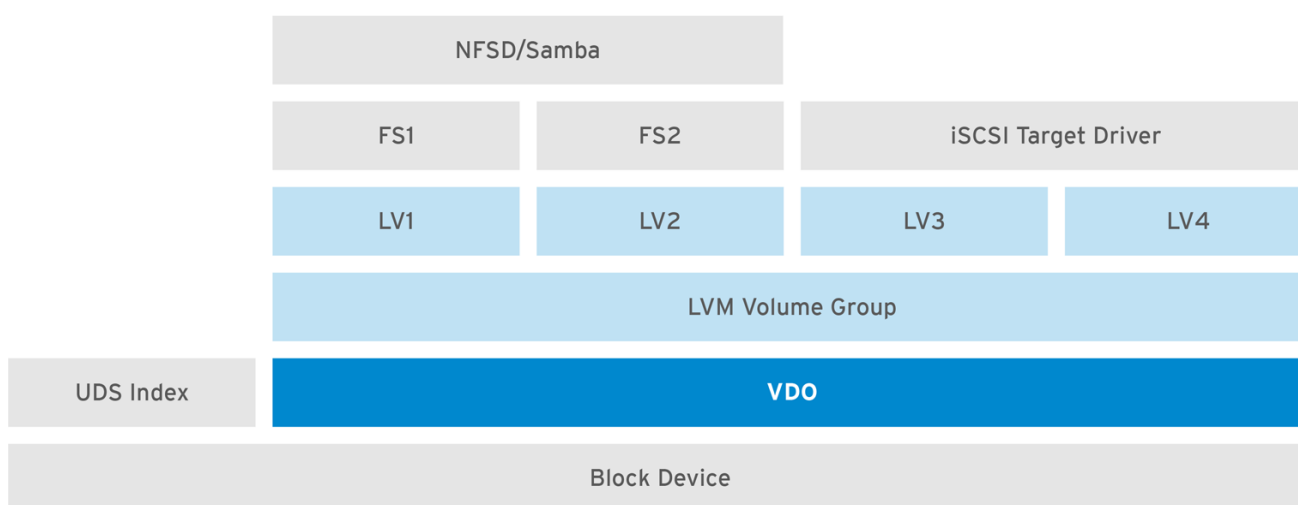 NFSD/Samba
FS1
FS2
iSCSI Target Driver
LV1
LV2
LV3
LV4
LVM Volume Group
UDS Index
VDO
Block Device